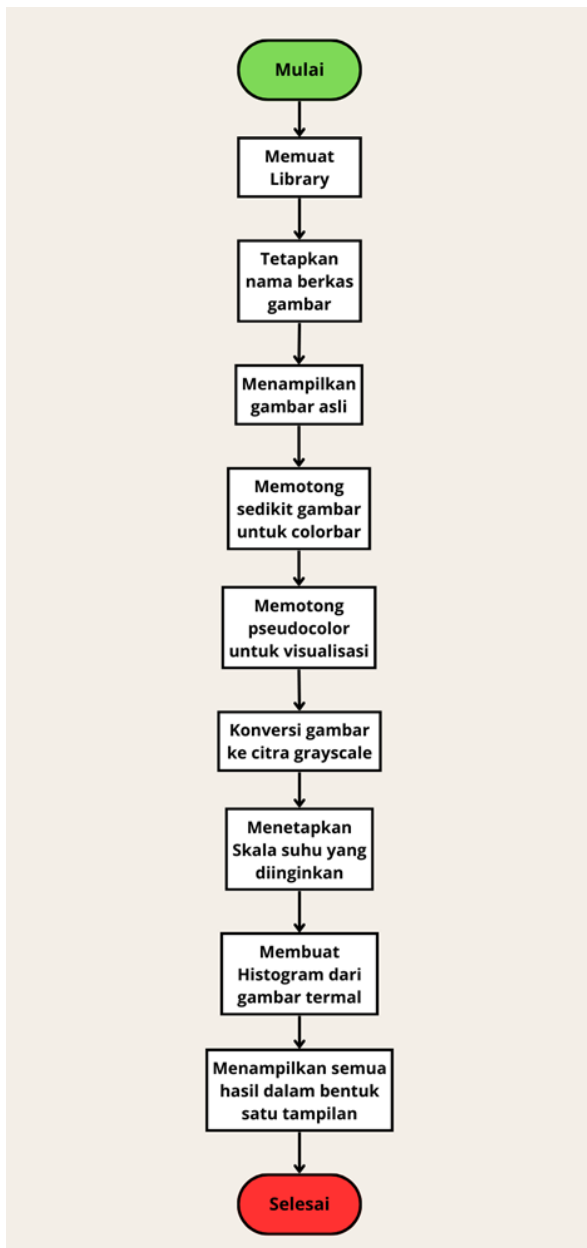 Mulai
Memuat
Library
Tetapkan
nama berkas
gambar
Menampilkan
gambar asli
Memotong
sedikit gambar
untuk colorbar
Memotong
pseudocolor
untuk visualisasi
Konversi gambar
ke citra grayscale
Menetapkan
Skala suhu yang
diinginkan
Membuat
Histogram dari
gambar termal
Menampilkan semua
hasil dalam bentuk
satu tampilan
Selesai